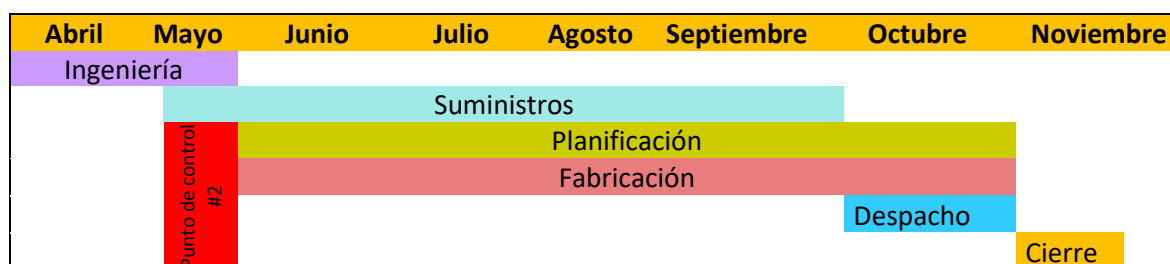 Abril Mayo Junio Julio Agosto Septiembre Octubre Noviembre
Ingeniería
Suministros
Planificación
Fabricación
Despacho
Cierre
Punto de control
#2